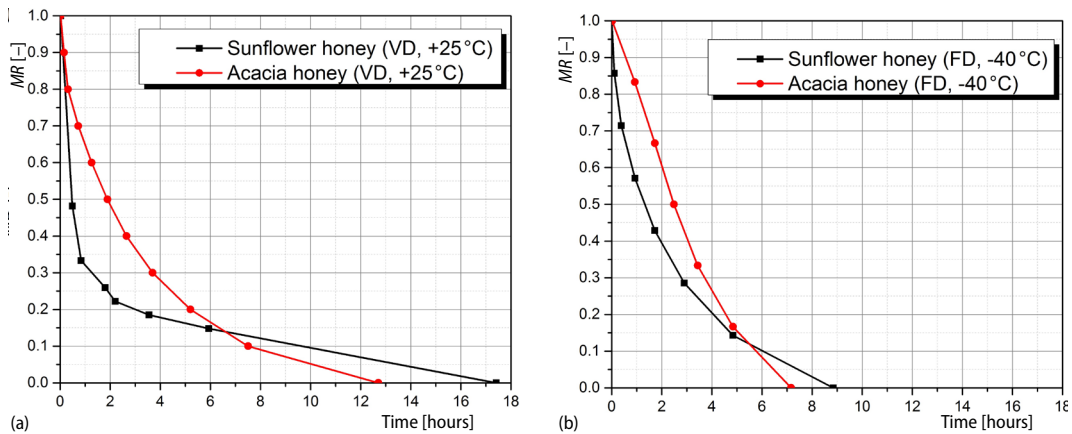 1.0
0.9
0.8
0.7
0.6
0.5
0.4
0.3
0.2
0.1
0.0
MR [–]
Sunflower honey (VD, +25°C)
Acacia honey (VD, +25°C)
0 2 4 6 8 10 12 14 16 18
(a) Time [hours]
1.0
0.9
0.8
0.7
0.6
0.5
0.4
0.3
0.2
0.1
0.0
MR [–]
Sunflower honey (FD, -40°C)
Acacia honey (FD, -40°C)
0 2 4 6 8 10 12 14 16 18
(b) Time [hours]